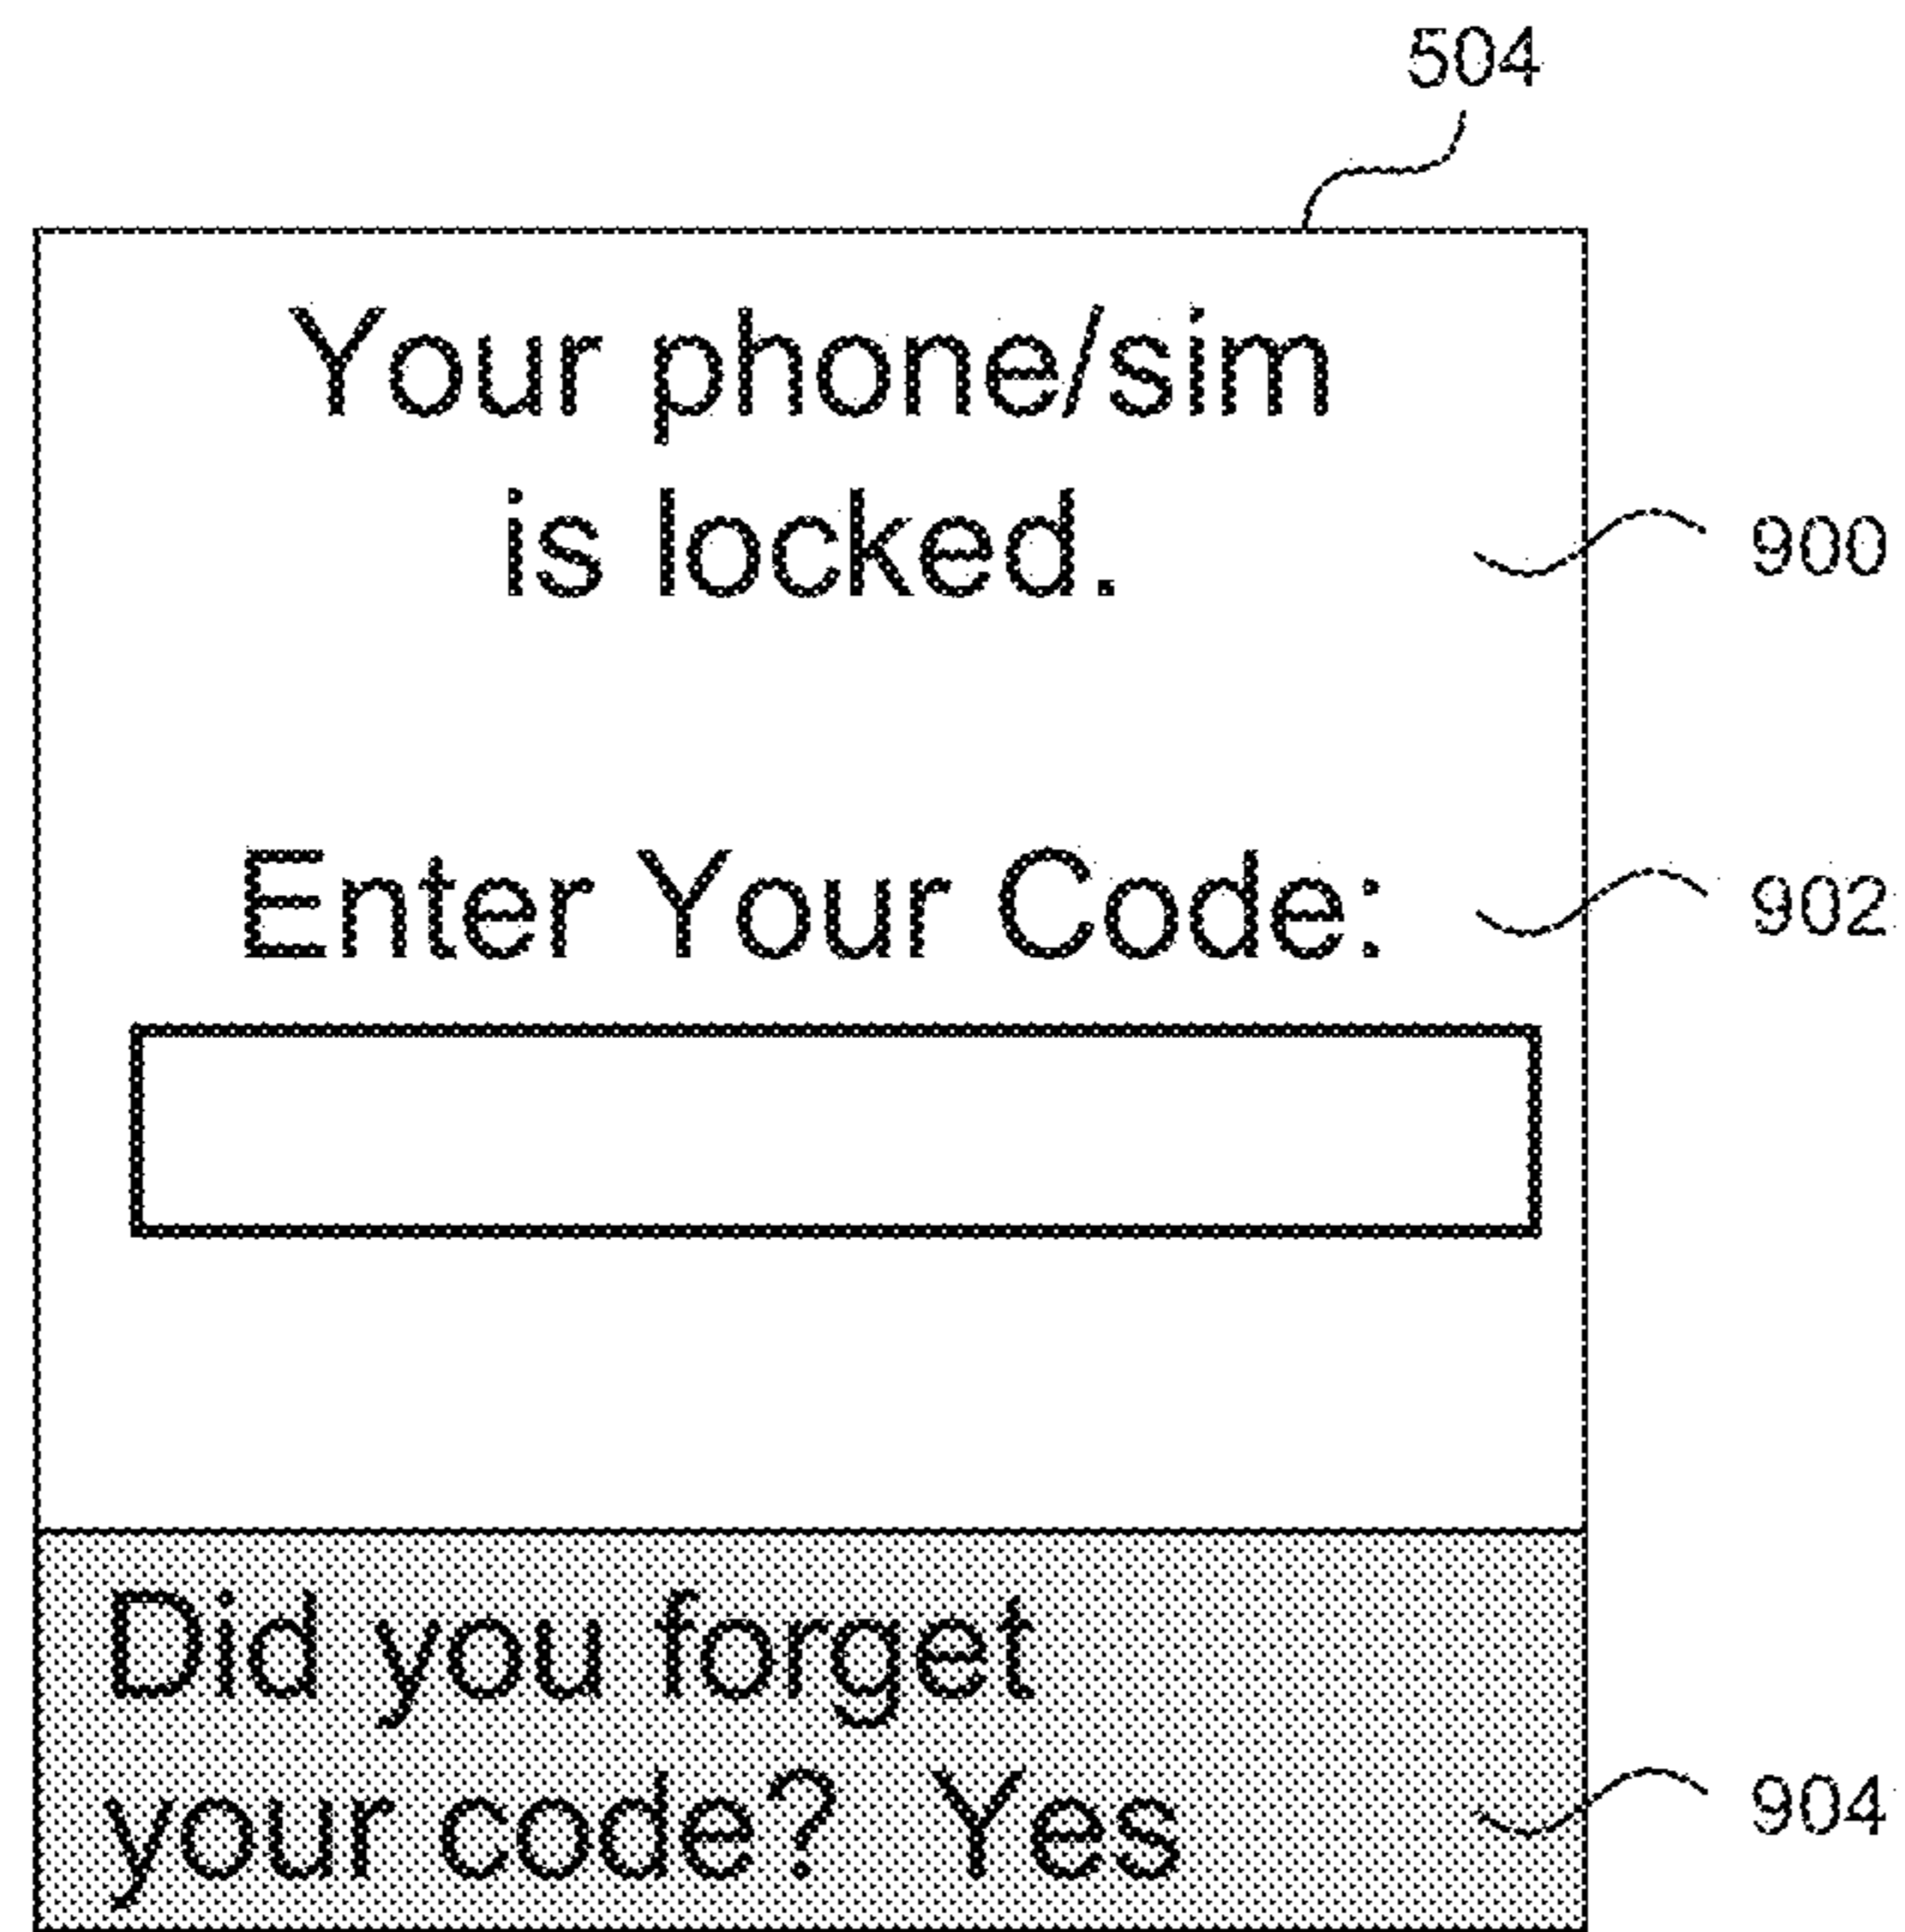 504
Your phone/sim
is locked.
900
Enter Your Code:
902
Did you forget
your code? Yes
904